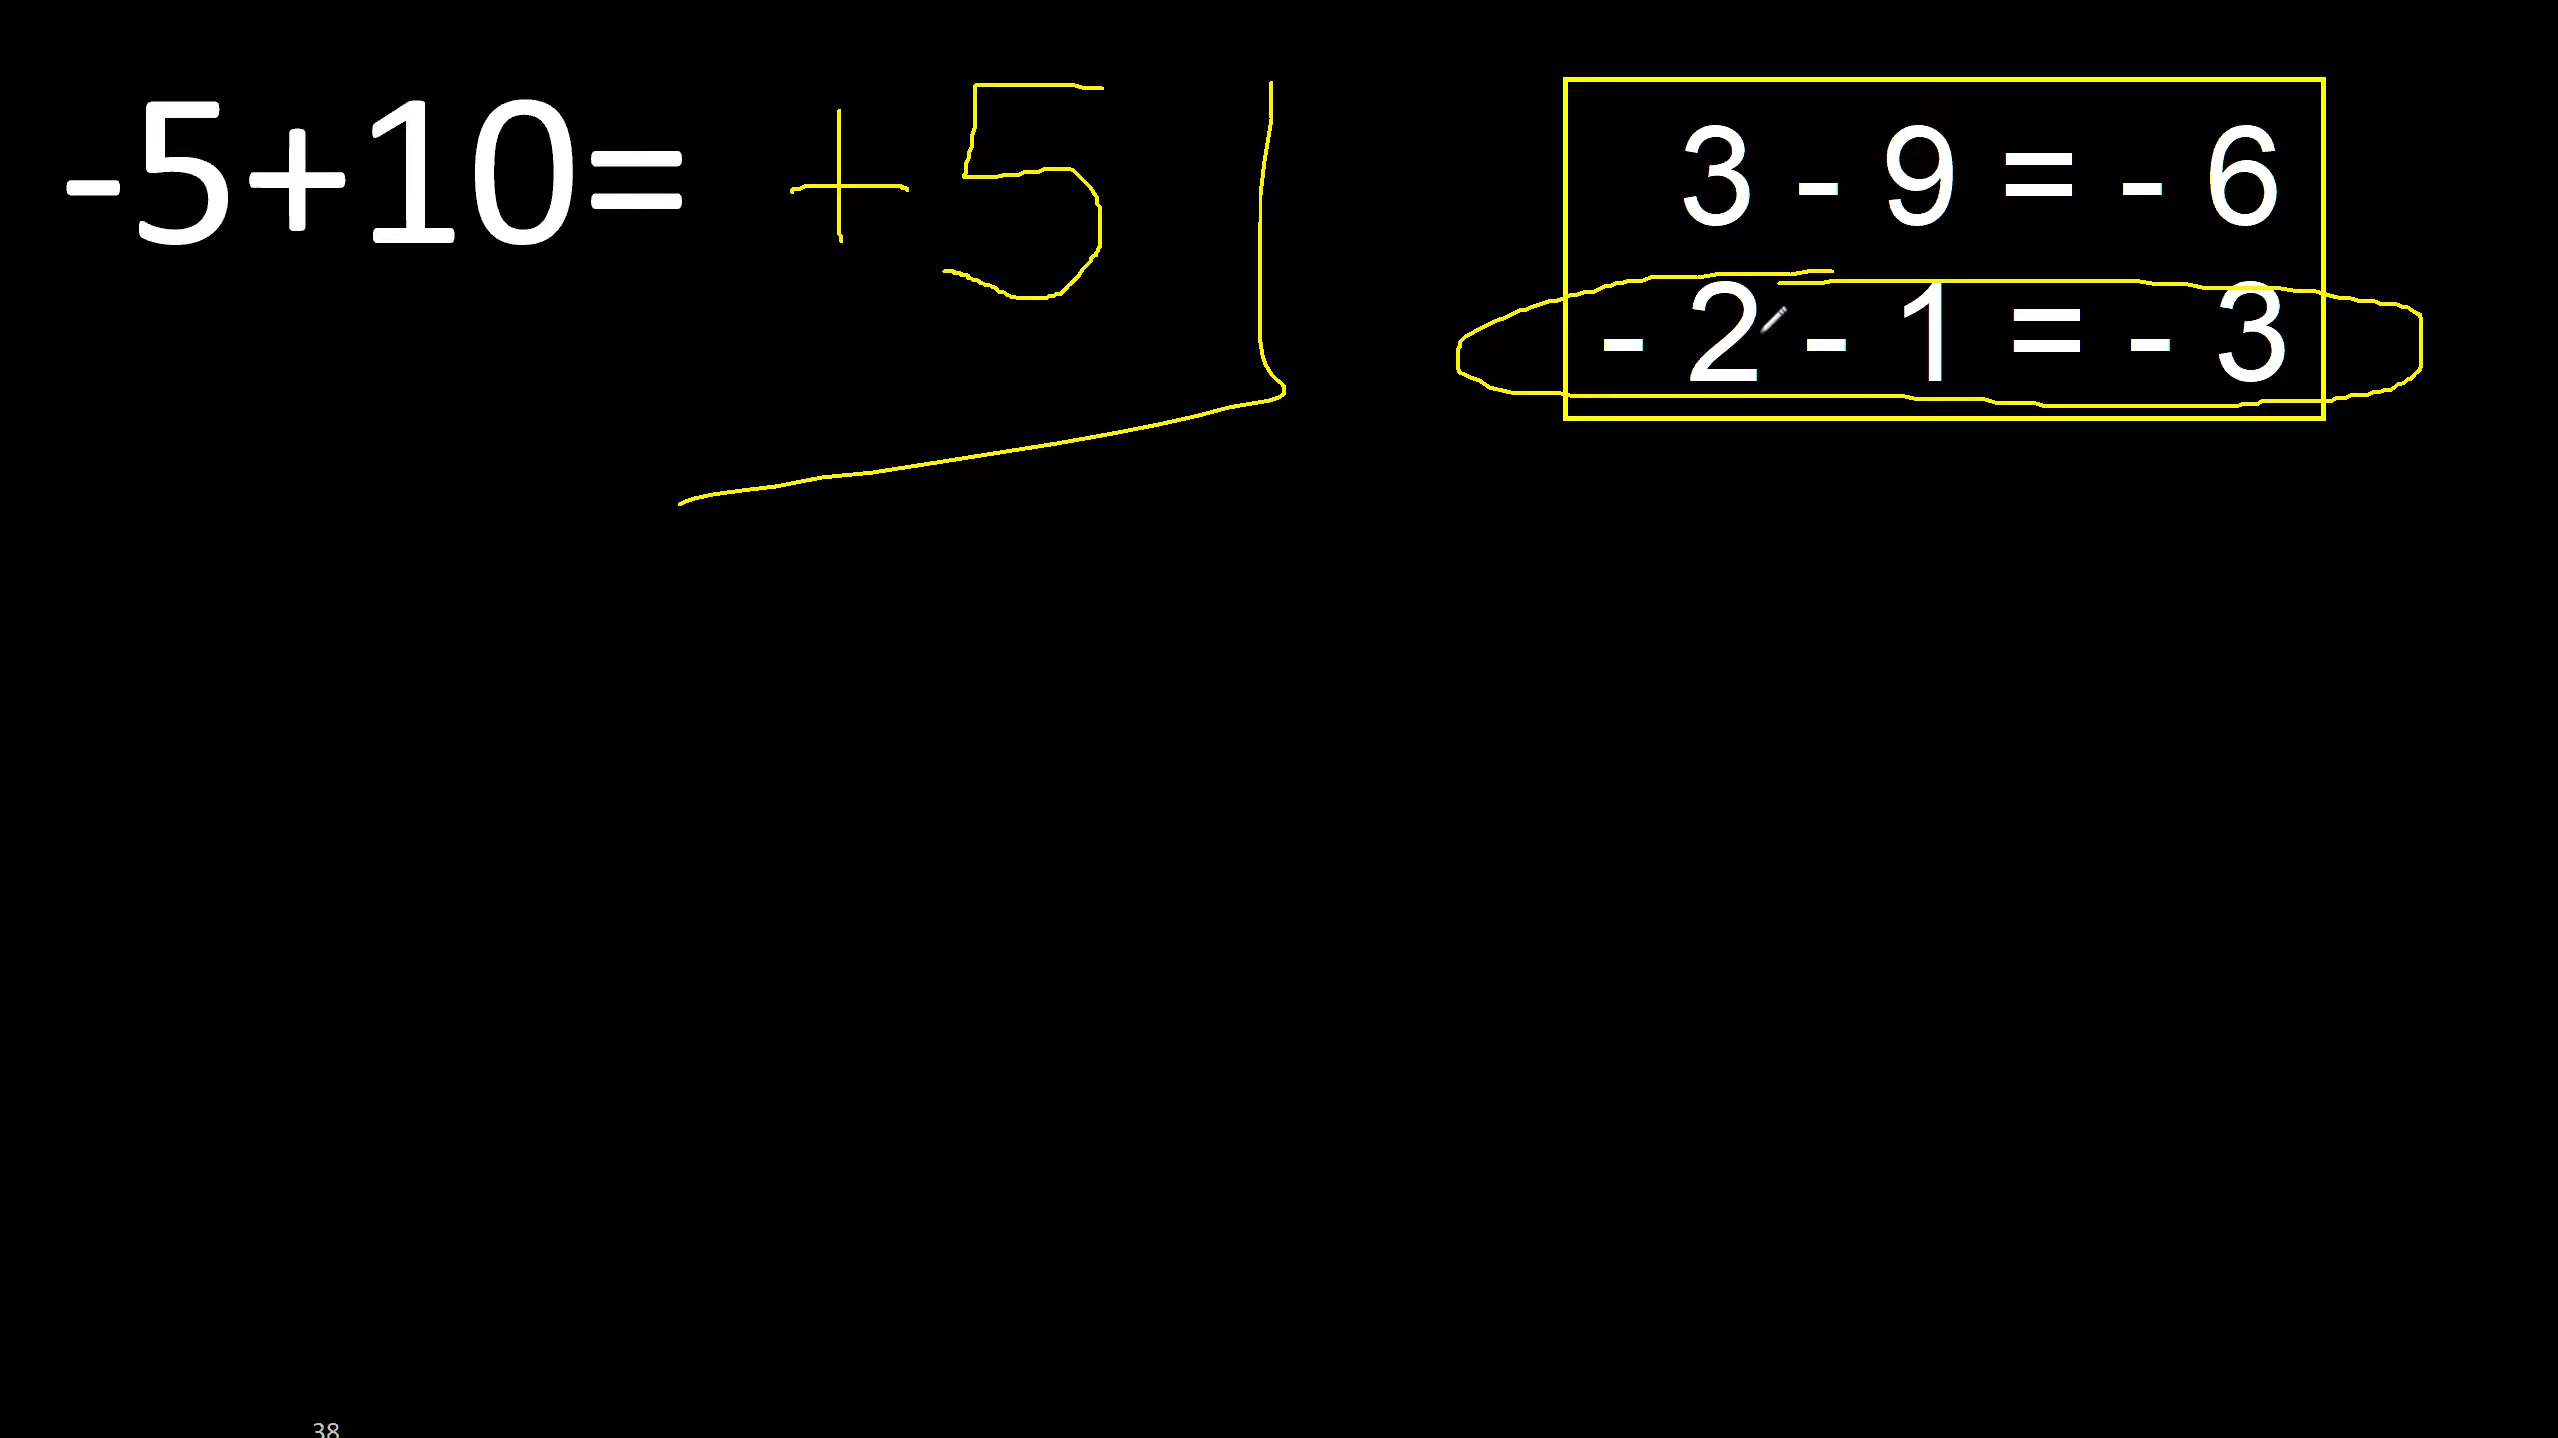 -5+10= +5
3 - 9 = - 6
- 2 - 1 = - 3
38